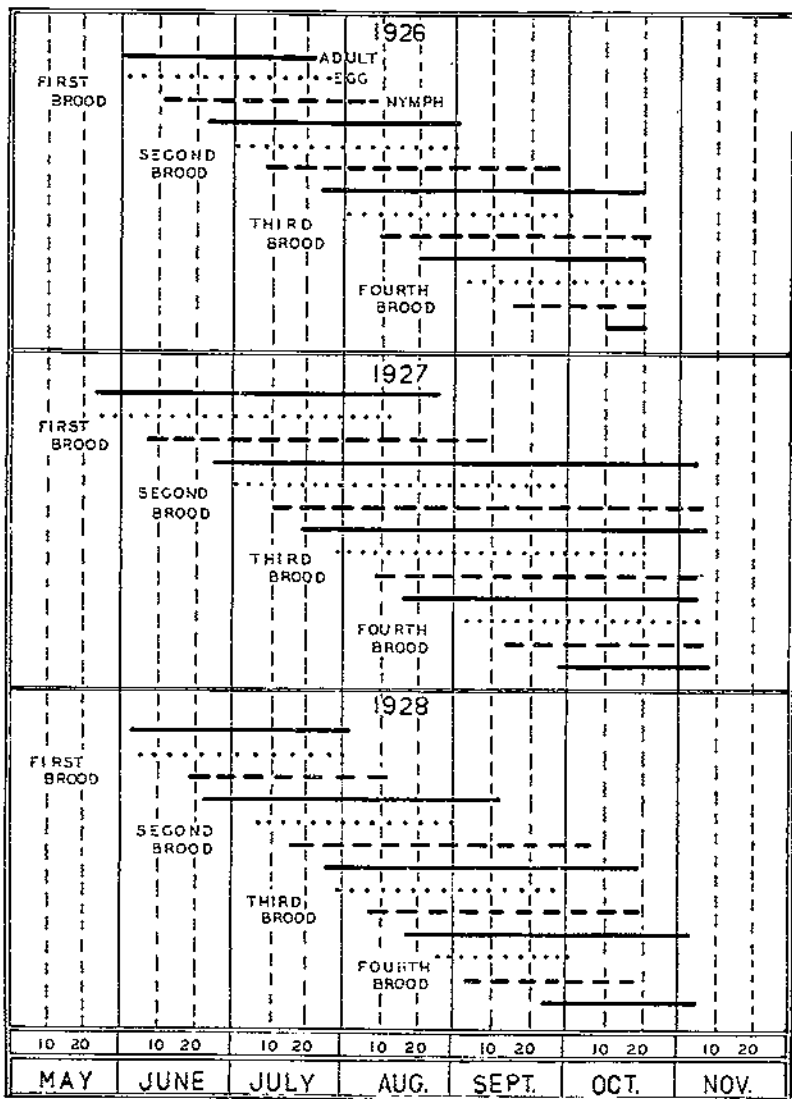 1926
ADULT
EGG
FIRST
BROOD
NYMPH
SECOND
BROOD
THIRD
BROOD
FOURTH
BROOD
1927
FIRST
BROOD
SECOND
BROOD
THIRD
BROOD
FOURTH
BROOD
1928
FIRST
BROOD
SECOND
BROOD
THIRD
BROOD
FOURTH
BROOD
10 20 10 20 10 20 10 20 10 20 10 20 10 20
MAY JUNE JULY AUG. SEPT. OCT. NOV.